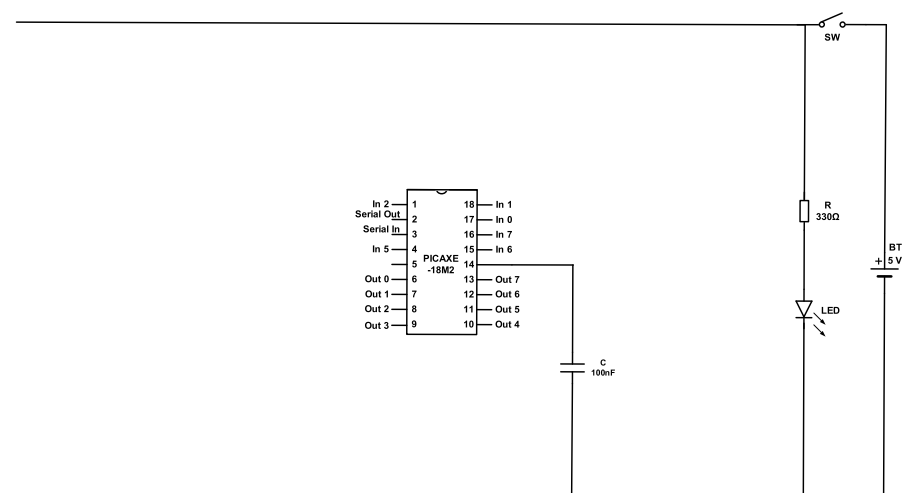 SW
In 2 1 18 In 1
Serial Out 2 17 In 0
Serial In 3 16 In 7
In 5 4 15 In 6
5 PICAXE 14
-18M2
Out 0 6 13 Out 7
Out 1 7 12 Out 6
Out 2 8 11 Out 5
Out 3 9 10 Out 4
R
330Ω
BT
+ 5 V
LED
C
100nF